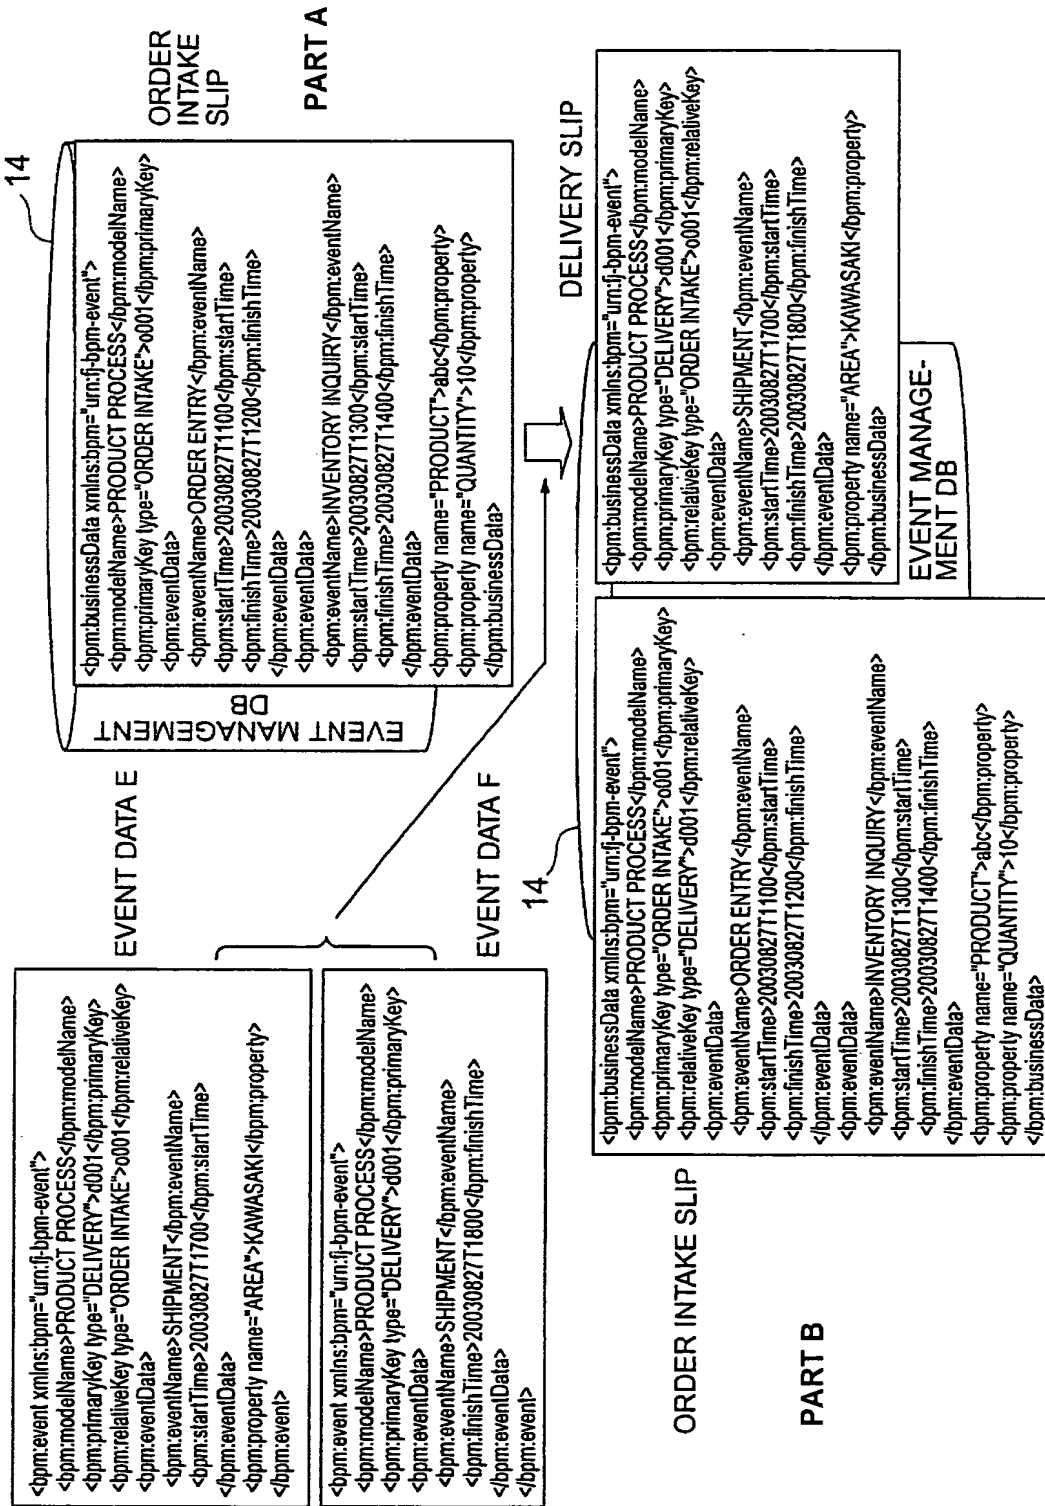 <bpm:event xmlns:bpm="urn:fj-bpm-event">
<bpm:modelName>PRODUCT PROCESS</bpm:modelName>
<bpm:primaryKey type="DELIVERY">d001</bpm:primaryKey>
<bpm:relativeKey type="ORDER INTAKE">o001</bpm:relativeKey>
<bpm:eventData>
<bpm:eventName>SHIPMENT</bpm:eventName>
<bpm:startTime>20030827T1700</bpm:startTime>
</bpm:eventData>
<bpm:property name="AREA">KAWASAKI</bpm:property>
</bpm:event>
EVENT DATA E
<bpm:event xmlns:bpm="urn:fj-bpm-event">
<bpm:modelName>PRODUCT PROCESS</bpm:modelName>
<bpm:primaryKey type="DELIVERY">d001</bpm:primaryKey>
<bpm:eventData>
<bpm:eventName>SHIPMENT</bpm:eventName>
<bpm:finishTime>20030827T1800</bpm:finishTime>
</bpm:eventData>
</bpm:event>
EVENT DATA F
14
EVENT MANAGEMENT
DB
<bpm:businessData xmlns:bpm="urn:fj-bpm-event">
<bpm:modelName>PRODUCT PROCESS</bpm:modelName>
<bpm:primaryKey type="ORDER INTAKE">o001</bpm:primaryKey>
<bpm:eventData>
<bpm:eventName>ORDER ENTRY</bpm:eventName>
<bpm:startTime>20030827T1100</bpm:startTime>
<bpm:finishTime>20030827T1200</bpm:finishTime>
</bpm:eventData>
<bpm:eventData>
<bpm:eventName>INVENTORY INQUIRY</bpm:eventName>
<bpm:startTime>20030827T1300</bpm:startTime>
<bpm:finishTime>20030827T1400</bpm:finishTime>
</bpm:eventData>
<bpm:property name="PRODUCT">abc</bpm:property>
<bpm:property name="QUANTITY">10</bpm:property>
</bpm:businessData>
ORDER
INTAKE
SLIP
PART A
ORDER INTAKE SLIP
PART B
14
<bpm:businessData xmlns:bpm="urn:fj-bpm-event">
<bpm:modelName>PRODUCT PROCESS</bpm:modelName>
<bpm:primaryKey type="ORDER INTAKE">o001</bpm:primaryKey>
<bpm:relativeKey type="DELIVERY">d001</bpm:relativeKey>
<bpm:eventData>
<bpm:eventName>ORDER ENTRY</bpm:eventName>
<bpm:startTime>20030827T1100</bpm:startTime>
<bpm:finishTime>20030827T1200</bpm:finishTime>
</bpm:eventData>
<bpm:eventData>
<bpm:eventName>INVENTORY INQUIRY</bpm:eventName>
<bpm:startTime>20030827T1300</bpm:startTime>
<bpm:finishTime>20030827T1400</bpm:finishTime>
</bpm:eventData>
<bpm:property name="PRODUCT">abc</bpm:property>
<bpm:property name="QUANTITY">10</bpm:property>
</bpm:businessData>
DELIVERY SLIP
<bpm:businessData xmlns:bpm="urn:fj-bpm-event">
<bpm:modelName>PRODUCT PROCESS</bpm:modelName>
<bpm:primaryKey type="DELIVERY">d001</bpm:primaryKey>
<bpm:relativeKey type="ORDER INTAKE">o001</bpm:relativeKey>
<bpm:eventData>
<bpm:eventName>SHIPMENT</bpm:eventName>
<bpm:startTime>20030827T1700</bpm:startTime>
<bpm:finishTime>20030827T1800</bpm:finishTime>
</bpm:eventData>
<bpm:property name="AREA">KAWASAKI</bpm:property>
</bpm:businessData>
EVENT MANAGE-
MENT DB